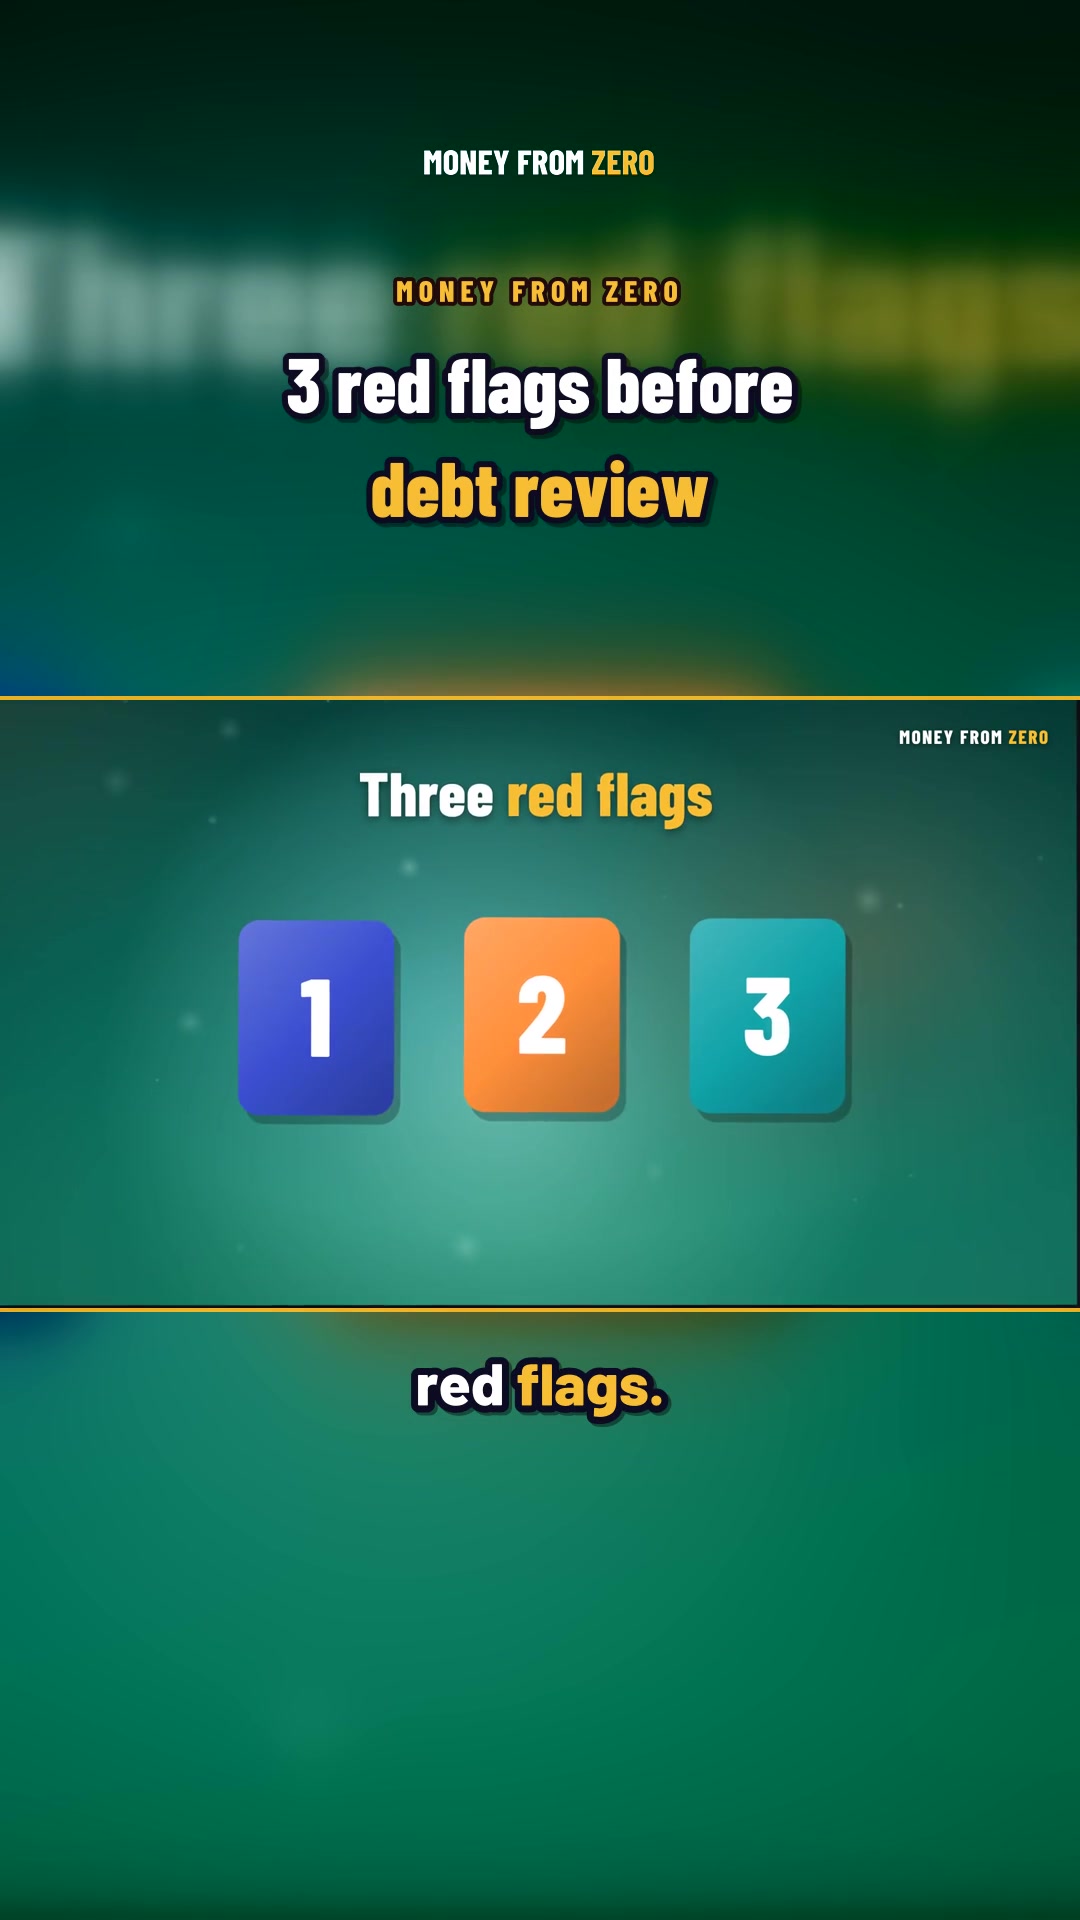 MONEY FROM ZERO
MONEY FROM ZERO
3 red flags before
debt review
MONEY FROM ZERO
Three red flags
1 2 3
red flags.